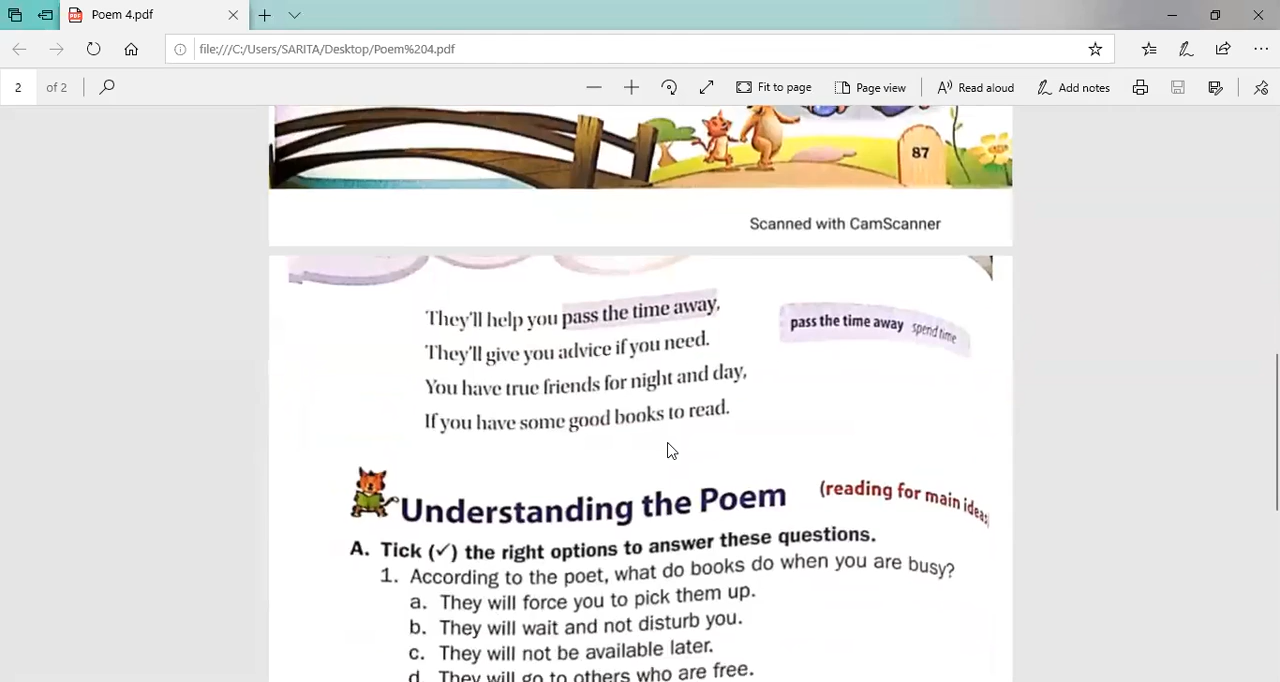 Poem 4.pdf
file:///C:/Users/SARITA/Desktop/Poem%204.pdf
2 of 2
Fit to page
Page view
Read aloud
Add notes
87
Scanned with CamScanner
They'll help you pass the time away,
pass the time away spend time
They'll give you advice if you need.
You have true friends for night and day,
If you have some good books to read.
Understanding the Poem
(reading for main ideas
A. Tick (✓) the right options to answer these questions.
1. According to the poet, what do books do when you are busy?
a. They will force you to pick them up.
b. They will wait and not disturb you.
c. They will not be available later.
d. They will go to others who are free.